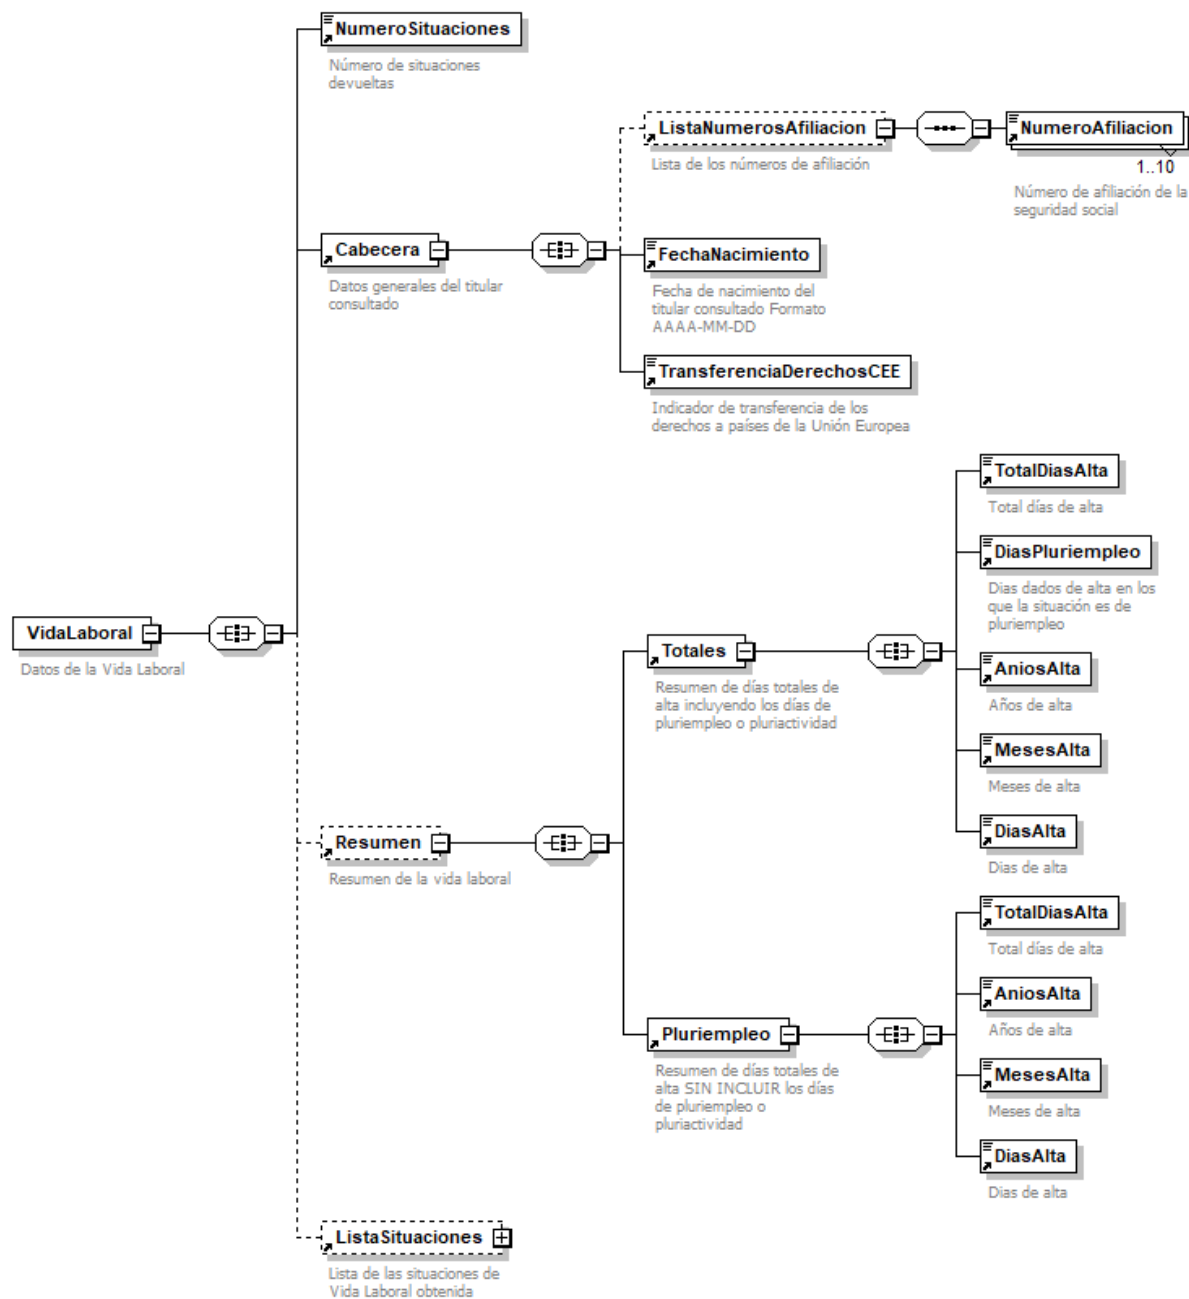 NumeroSituaciones
Número de situaciones
devueltas
ListaNumerosAfiliacion
Lista de los números de afiliación
NumeroAfiliacion
1..10
Número de afiliación de la
seguridad social
Cabecera
Datos generales del titular
consultado
FechaNacimiento
Fecha de nacimiento del
titular consultado Formato
AAAA-MM-DD
TransferenciaDerechosCEE
Indicador de transferencia de los
derechos a países de la Unión Europea
VidaLaboral
Datos de la Vida Laboral
Resumen
Resumen de la vida laboral
Totales
Resumen de días totales de
alta incluyendo los días de
pluriempleo o pluriactividad
TotalDiasAlta
Total días de alta
DiasPluriempleo
Dias dados de alta en los
que la situación es de
pluriempleo
AniosAlta
Años de alta
MesesAlta
Meses de alta
DiasAlta
Dias de alta
Pluriempleo
Resumen de días totales de
alta SIN INCLUIR los días
de pluriempleo o
pluriactividad
TotalDiasAlta
Total días de alta
AniosAlta
Años de alta
MesesAlta
Meses de alta
DiasAlta
Dias de alta
ListaSituaciones
Lista de las situaciones de
Vida Laboral obtenida